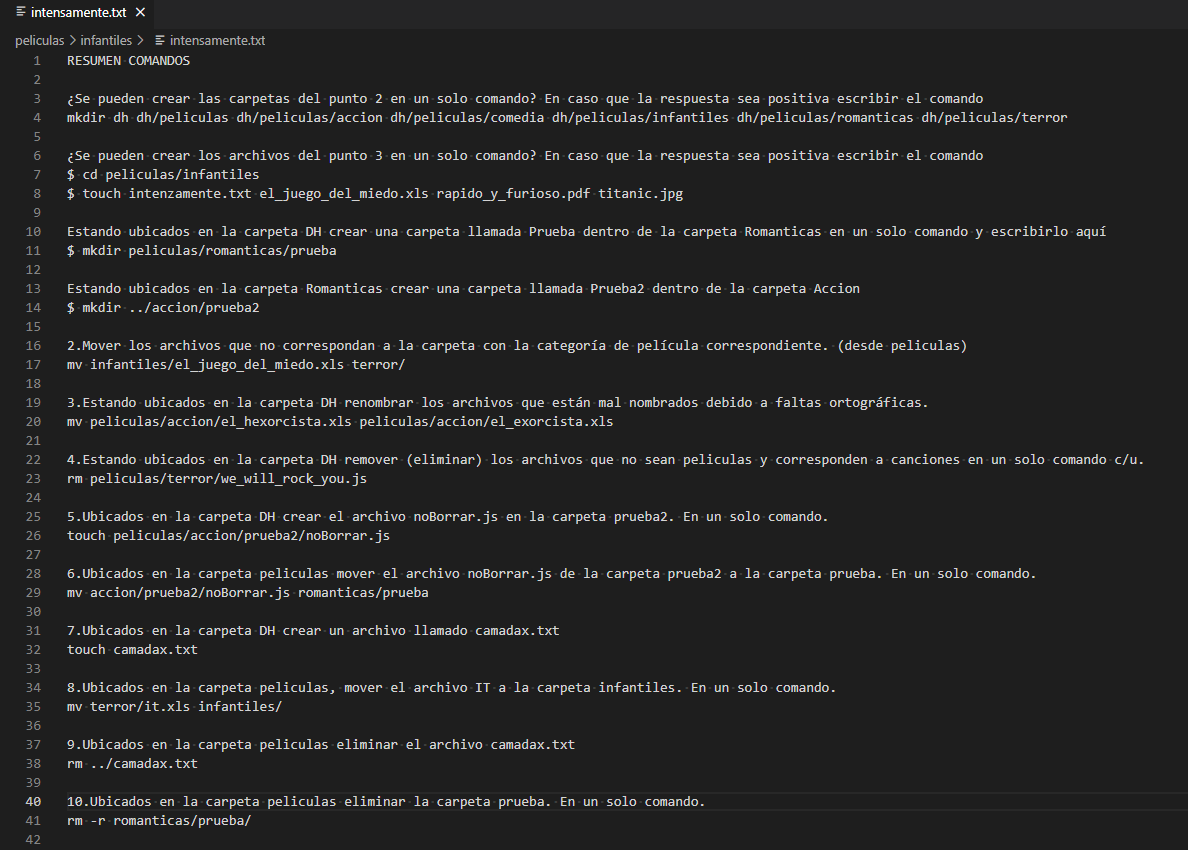 intensamente.txt
peliculas > infantiles > intensamente.txt
1 RESUMEN COMANDOS
2
3 ¿Se pueden crear las carpetas del punto 2 en un solo comando? En caso que la respuesta sea positiva escribir el comando
4 mkdir dh dh/peliculas dh/peliculas/accion dh/peliculas/comedia dh/peliculas/infantiles dh/peliculas/romanticas dh/peliculas/terror
5
6 ¿Se pueden crear los archivos del punto 3 en un solo comando? En caso que la respuesta sea positiva escribir el comando
7 $ cd peliculas/infantiles
8 $ touch intenzamente.txt el_juego_del_miedo.xls rapido_y_furioso.pdf titanic.jpg
9
10 Estando ubicados en la carpeta DH crear una carpeta llamada Prueba dentro de la carpeta Romanticas en un solo comando y escribirlo aquí
11 $ mkdir peliculas/romanticas/prueba
12
13 Estando ubicados en la carpeta Romanticas crear una carpeta llamada Prueba2 dentro de la carpeta Accion
14 $ mkdir ../accion/prueba2
15
16 2.Mover los archivos que no correspondan a la carpeta con la categoría de película correspondiente. (desde peliculas)
17 mv infantiles/el_juego_del_miedo.xls terror/
18
19 3.Estando ubicados en la carpeta DH renombrar los archivos que están mal nombrados debido a faltas ortográficas.
20 mv peliculas/accion/el_hexorcista.xls peliculas/accion/el_exorcista.xls
21
22 4.Estando ubicados en la carpeta DH remover (eliminar) los archivos que no sean peliculas y corresponden a canciones en un solo comando c/u.
23 rm peliculas/terror/we_will_rock_you.js
24
25 5.Ubicados en la carpeta DH crear el archivo noBorrar.js en la carpeta prueba2. En un solo comando.
26 touch peliculas/accion/prueba2/noBorrar.js
27
28 6.Ubicados en la carpeta peliculas mover el archivo noBorrar.js de la carpeta prueba2 a la carpeta prueba. En un solo comando.
29 mv accion/prueba2/noBorrar.js romanticas/prueba
30
31 7.Ubicados en la carpeta DH crear un archivo llamado camadax.txt
32 touch camadax.txt
33
34 8.Ubicados en la carpeta peliculas, mover el archivo IT a la carpeta infantiles. En un solo comando.
35 mv terror/it.xls infantiles/
36
37 9.Ubicados en la carpeta peliculas eliminar el archivo camadax.txt
38 rm ../camadax.txt
39
40 10.Ubicados en la carpeta peliculas eliminar la carpeta prueba. En un solo comando.
41 rm -r romanticas/prueba/
42